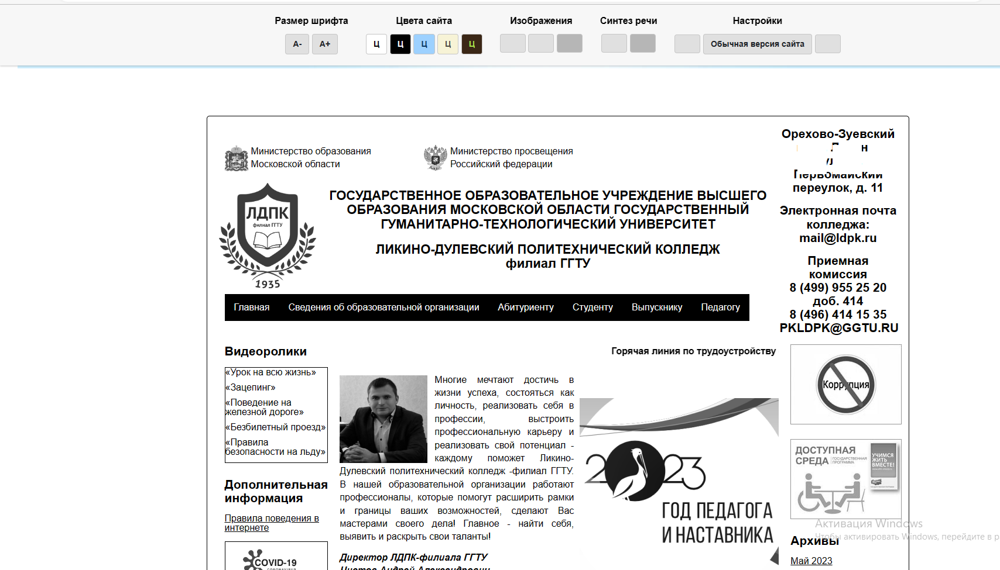 Размер шрифта
Цвета сайта
Изображения
Синтез речи
Настройки
A-
A+
Ц
Ц
Ц
Ц
Ц
Обычная версия сайта
Министерство образования
Московской области
Министерство просвещения
Российский федерации
ЛДПК
филиал ГГТУ
1935
ГОСУДАРСТВЕННОЕ ОБРАЗОВАТЕЛЬНОЕ УЧРЕЖДЕНИЕ ВЫСШЕГО
ОБРАЗОВАНИЯ МОСКОВСКОЙ ОБЛАСТИ ГОСУДАРСТВЕННЫЙ
ГУМАНИТАРНО-ТЕХНОЛОГИЧЕСКИЙ УНИВЕРСИТЕТ
ЛИКИНО-ДУЛЕВСКИЙ ПОЛИТЕХНИЧЕСКИЙ КОЛЛЕДЖ
филиал ГГТУ
Орехово-Зуевский
Первомайский
переулок, д. 11
Электронная почта
колледжа:
mail@ldpk.ru
Приемная
комиссия
8 (499) 955 25 20
доб. 414
8 (496) 414 15 35
PKLDPK@GGTU.RU
Главная
Сведения об образовательной организации
Абитуриенту
Студенту
Выпускнику
Педагогу
Видеоролики
«Урок на всю жизнь»
«Зацепинг»
«Поведение на
железной дороге»
«Безбилетный проезд»
«Правила
безопасности на льду»
Дополнительная
информация
Правила поведения в
интернете
COVID-19
Горячая линия по трудоустройству
Многие мечтают достичь в
жизни успеха, состояться как
личность, реализовать себя в
профессии, выстроить
профессиональную карьеру и
реализовать свой потенциал -
каждому поможет Ликино-
Дулевский политехнический колледж -филиал ГГТУ.
В нашей образовательной организации работают
профессионалы, которые помогут расширить рамки
и границы ваших возможностей, сделают Вас
мастерами своего дела! Главное - найти себя,
выявить и раскрыть свои таланты!
Директор ЛДПК-филиала ГГТУ
Чистов Андрей Александрович
2023
ГОД ПЕДАГОГА
И НАСТАВНИКА
Коррупция
ДОСТУПНАЯ
СРЕДА
ГОСУДАРСТВЕННАЯ
ПРОГРАММА
УЧИМСЯ
ЖИТЬ
ВМЕСТЕ!
Активация Windows
Чтобы активировать Windows, перейдите в р
Архивы
Май 2023